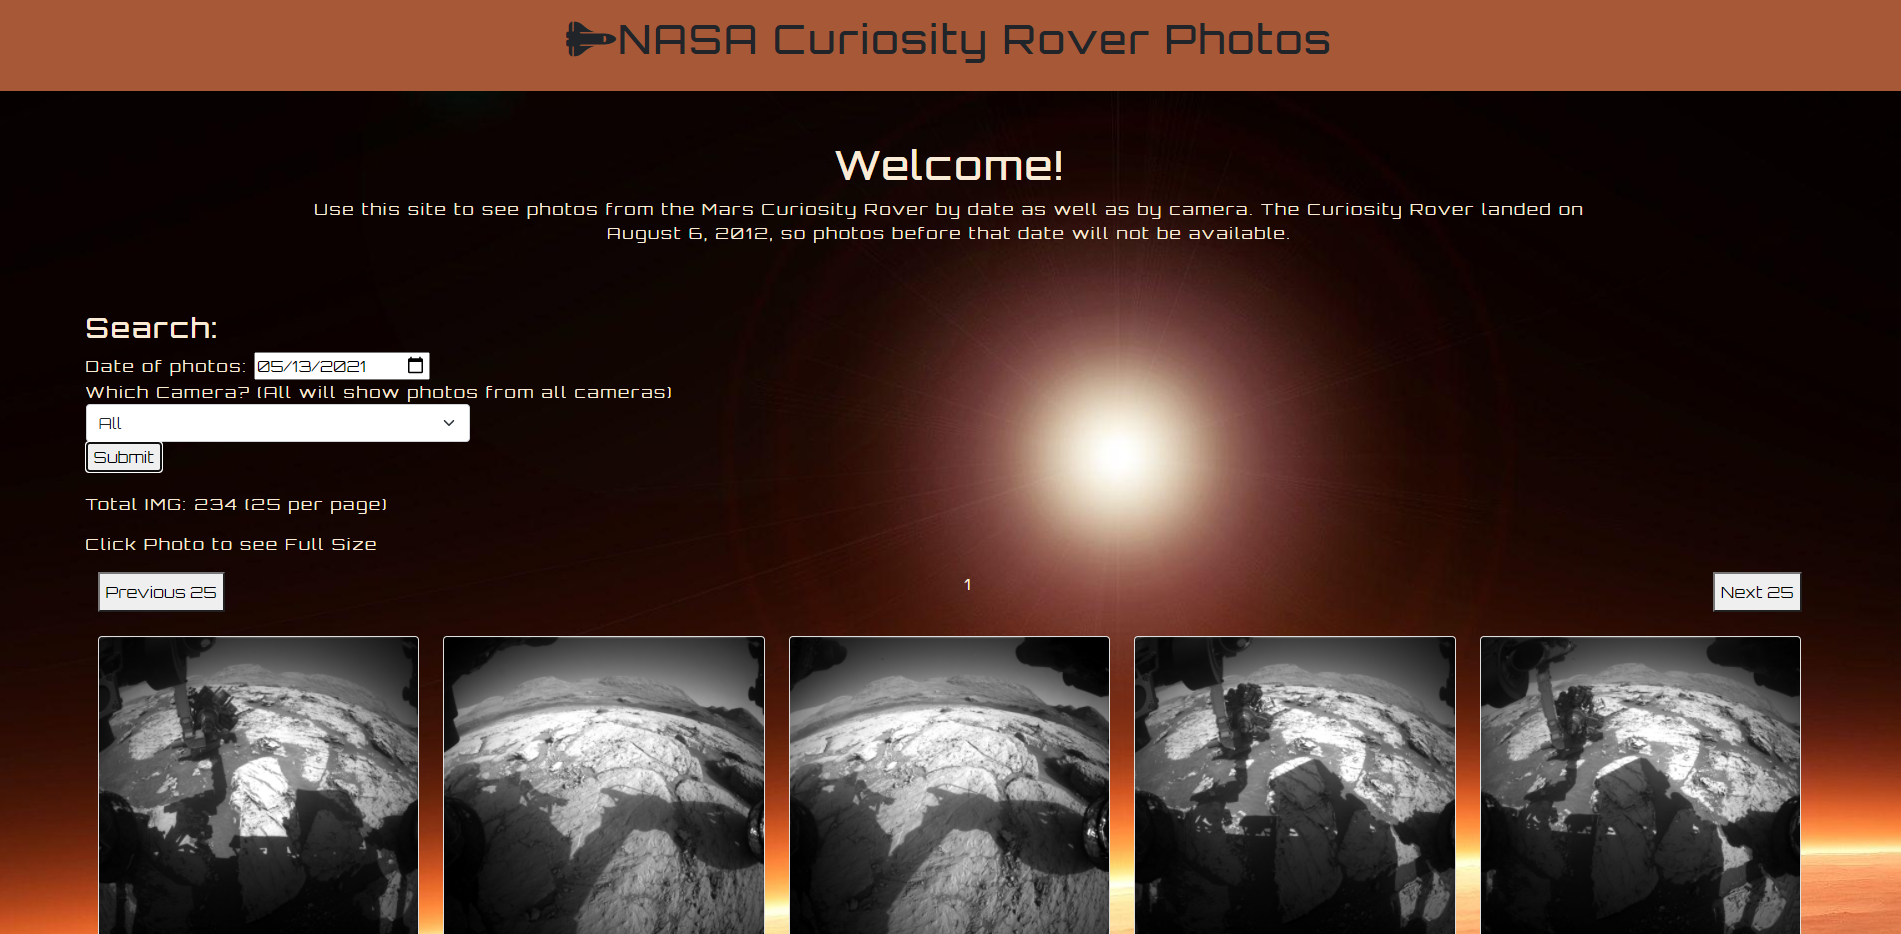 NASA Curiosity Rover Photos
Welcome!
Use this site to see photos from the Mars Curiosity Rover by date as well as by camera. The Curiosity Rover landed on
August 6, 2012, so photos before that date will not be available.
Search:
Date of photos: 05/13/2021
Which Camera? (All will show photos from all cameras)
All
Submit
Total IMG: 234 (25 per page)
Click Photo to see Full Size
Previous 25
1
Next 25